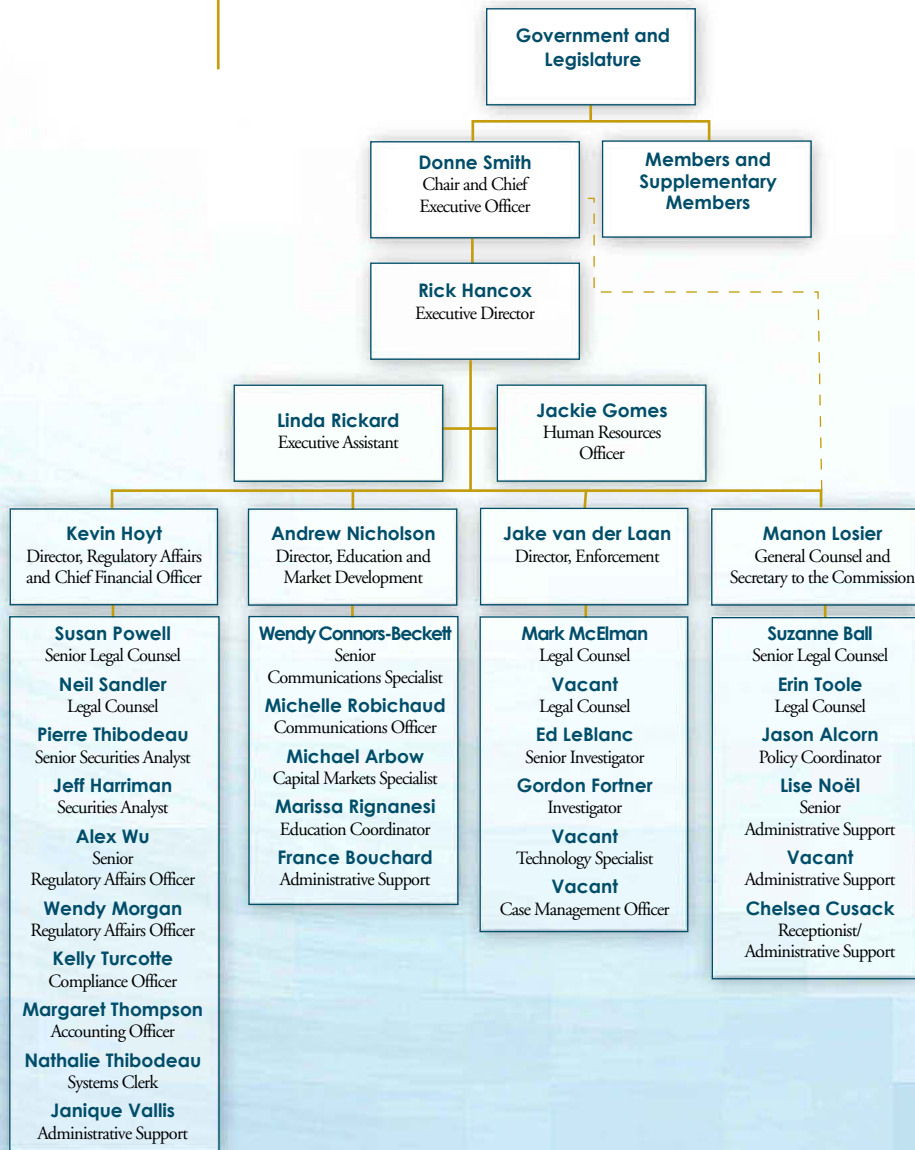 Government and
Legislature
Donne Smith
Chair and Chief
Executive Officer
Members and
Supplementary
Members
Rick Hancox
Executive Director
Linda Rickard
Executive Assistant
Jackie Gomes
Human Resources
Officer
Kevin Hoyt
Director, Regulatory Affairs
and Chief Financial Officer
Andrew Nicholson
Director, Education and
Market Development
Jake van der Laan
Director, Enforcement
Manon Losier
General Counsel and
Secretary to the Commission
Susan Powell
Senior Legal Counsel
Neil Sandler
Legal Counsel
Pierre Thibodeau
Senior Securities Analyst
Jeff Harriman
Securities Analyst
Alex Wu
Senior
Regulatory Affairs Officer
Wendy Morgan
Regulatory Affairs Officer
Kelly Turcotte
Compliance Officer
Margaret Thompson
Accounting Officer
Nathalie Thibodeau
Systems Clerk
Janique Vallis
Administrative Support
Wendy Connors-Beckett
Senior
Communications Specialist
Michelle Robichaud
Communications Officer
Michael Arbow
Capital Markets Specialist
Marissa Rignanesi
Education Coordinator
France Bouchard
Administrative Support
Mark McElman
Legal Counsel
Vacant
Legal Counsel
Ed LeBlanc
Senior Investigator
Gordon Fortner
Investigator
Vacant
Technology Specialist
Vacant
Case Management Officer
Suzanne Ball
Senior Legal Counsel
Erin Toole
Legal Counsel
Jason Alcorn
Policy Coordinator
Lise Noël
Senior
Administrative Support
Vacant
Administrative Support
Chelsea Cusack
Receptionist/
Administrative Support